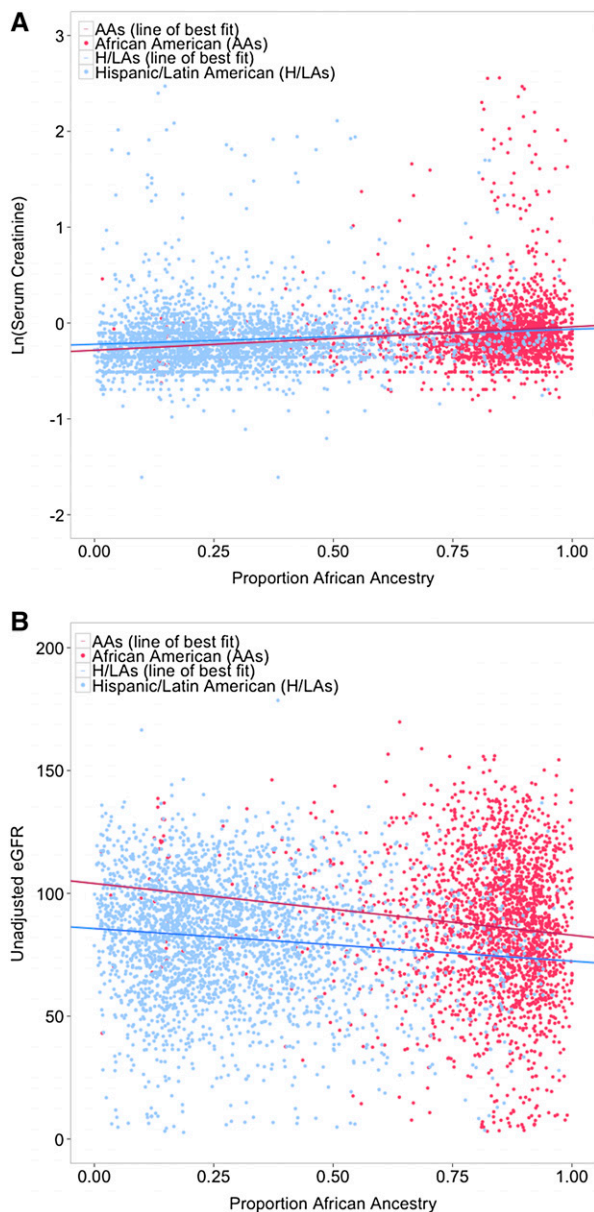 A
AAs (line of best fit)
African American (AAs)
H/LAs (line of best fit)
Hispanic/Latin American (H/LAs)
3
2
1
0
-1
-2
Ln(Serum Creatinine)
0.00 0.25 0.50 0.75 1.00
Proportion African Ancestry
B
AAs (line of best fit)
African American (AAs)
H/LAs (line of best fit)
Hispanic/Latin American (H/LAs)
200
150
100
50
0
Unadjusted eGFR
0.00 0.25 0.50 0.75 1.00
Proportion African Ancestry